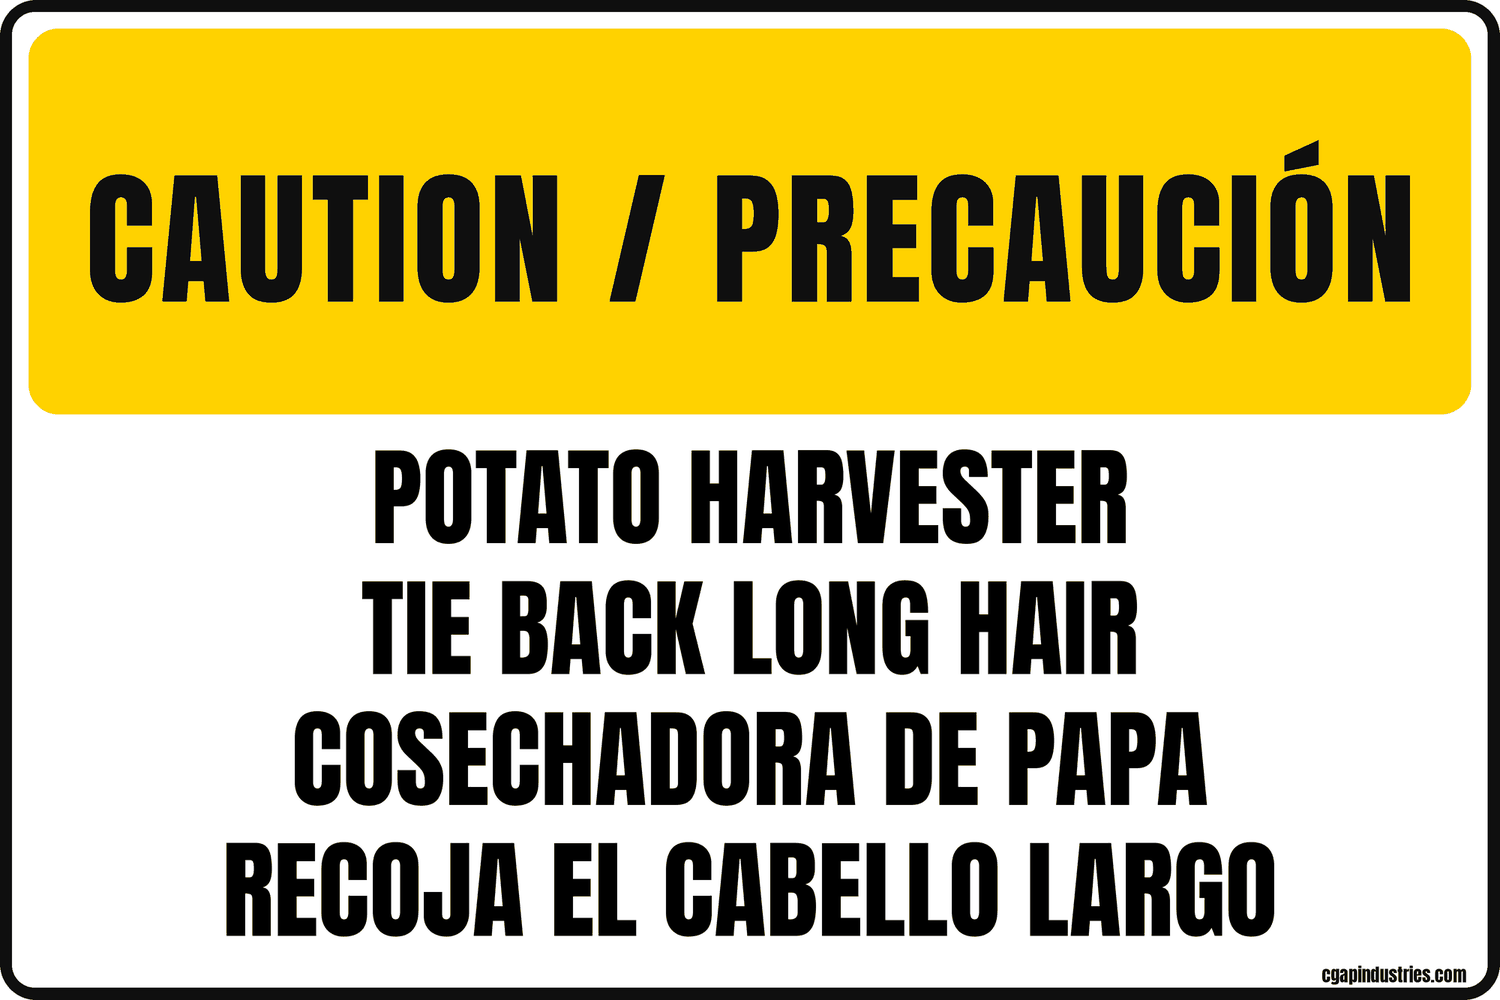 CAUTION / PRECAUCIÓN
POTATO HARVESTER
TIE BACK LONG HAIR
COSECHADORA DE PAPA
RECOJA EL CABELLO LARGO
cgapindustries.com